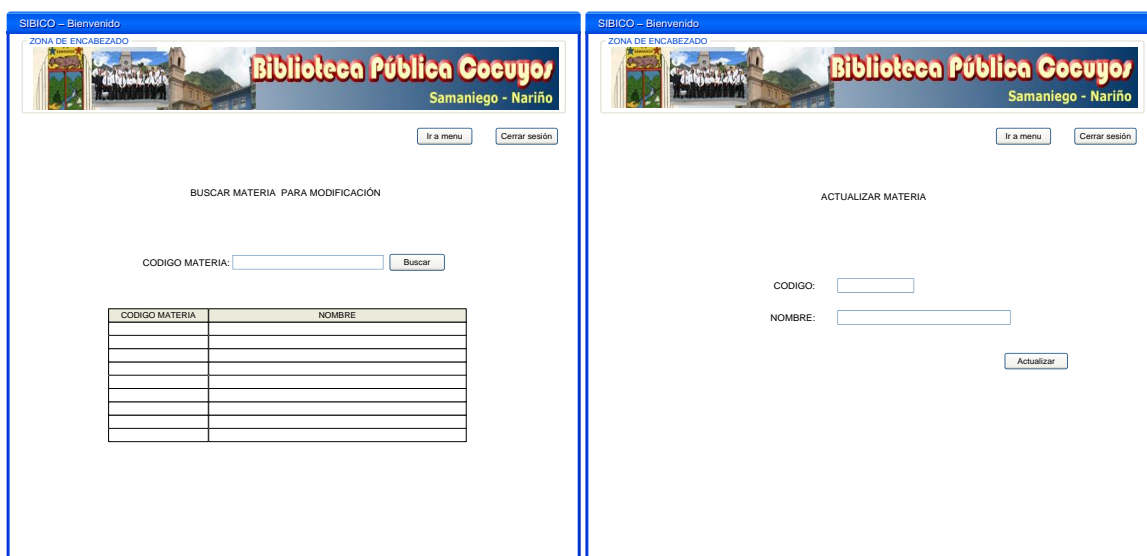 SIBICO – Bienvenido
ZONA DE ENCABEZADO
Biblioteca Pública Cocuyos
Samaniego - Nariño
Ir a menu
Cerrar sesión
BUSCAR MATERIA PARA MODIFICACIÓN
CODIGO MATERIA:
Buscar
CODIGO MATERIA NOMBRE
SIBICO – Bienvenido
ZONA DE ENCABEZADO
Biblioteca Pública Cocuyos
Samaniego - Nariño
Ir a menu
Cerrar sesión
ACTUALIZAR MATERIA
CODIGO:
NOMBRE:
Actualizar